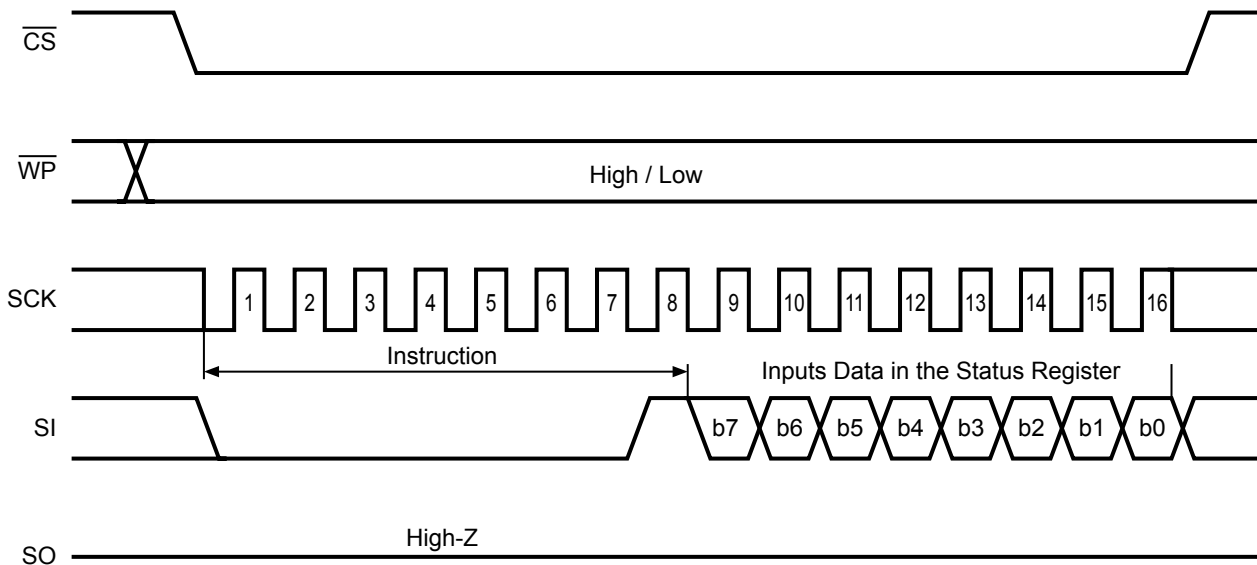 CS
WP
High / Low
SCK
1 2 3 4 5 6 7 8 9 10 11 12 13 14 15 16
Instruction
Inputs Data in the Status Register
SI
b7 b6 b5 b4 b3 b2 b1 b0
High-Z
SO